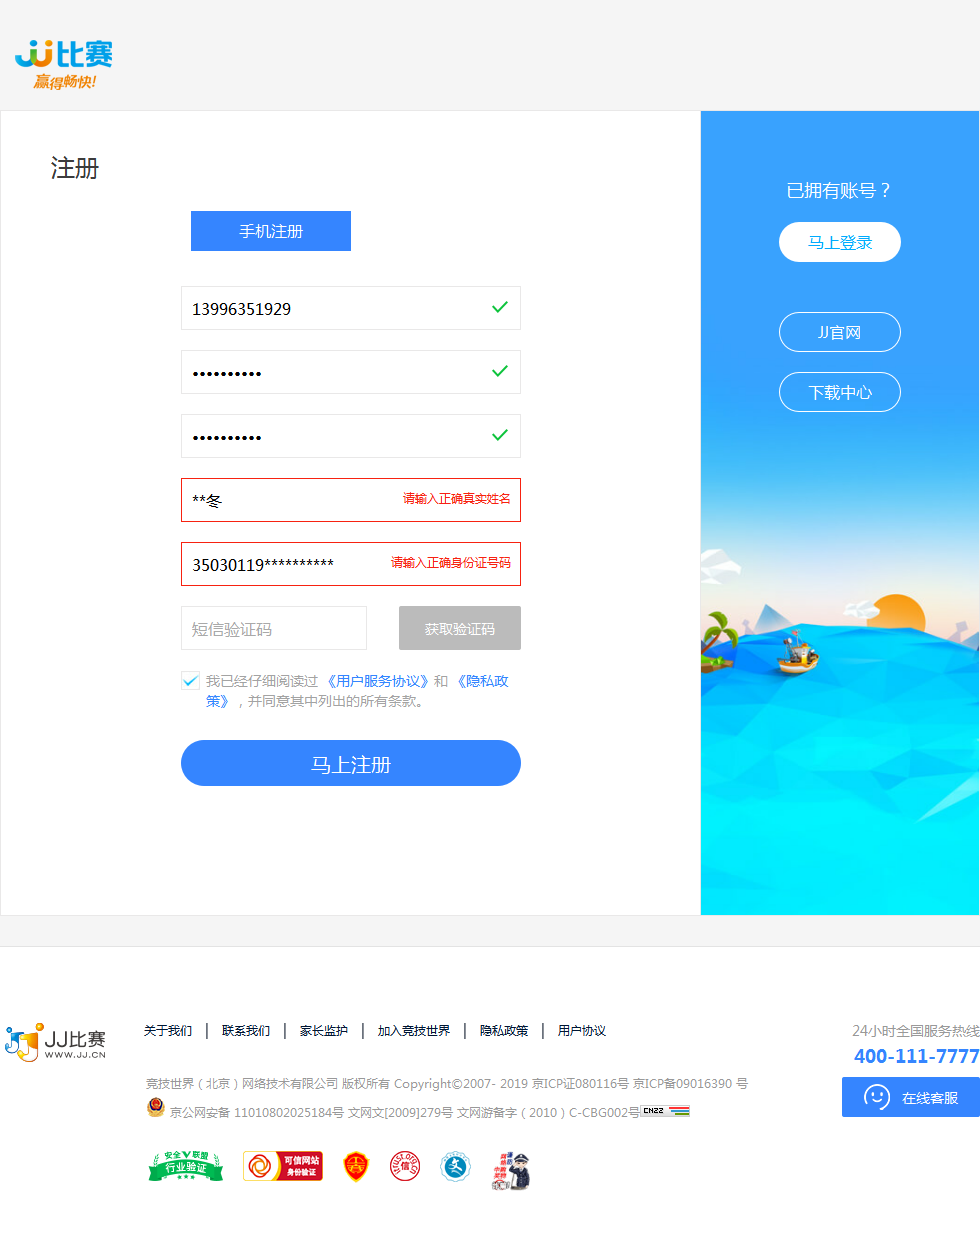 JJ比赛
赢得畅快!
注册
手机注册
13996351929
••••••••••
••••••••••
**冬
请输入正确真实姓名
35030119**********
请输入正确身份证号码
短信验证码
获取验证码
我已经仔细阅读过《用户服务协议》和《隐私政
策》，并同意其中列出的所有条款。
马上注册
已拥有账号？
马上登录
JJ官网
下载中心
JJ比赛
WWW.JJ.CN
关于我们 | 联系我们 | 家长监护 | 加入竞技世界 | 隐私政策 | 用户协议
竞技世界（北京）网络技术有限公司 版权所有 Copyright©2007- 2019 京ICP证080116号 京ICP备09016390 号
京公网安备 11010802025184号 文网文[2009]279号 文网游备字（2010）C-CBG002号
CNZZ
24小时全国服务热线
400-111-7777
在线客服
安全V联盟
行业验证
可信网站
身份验证
信
支